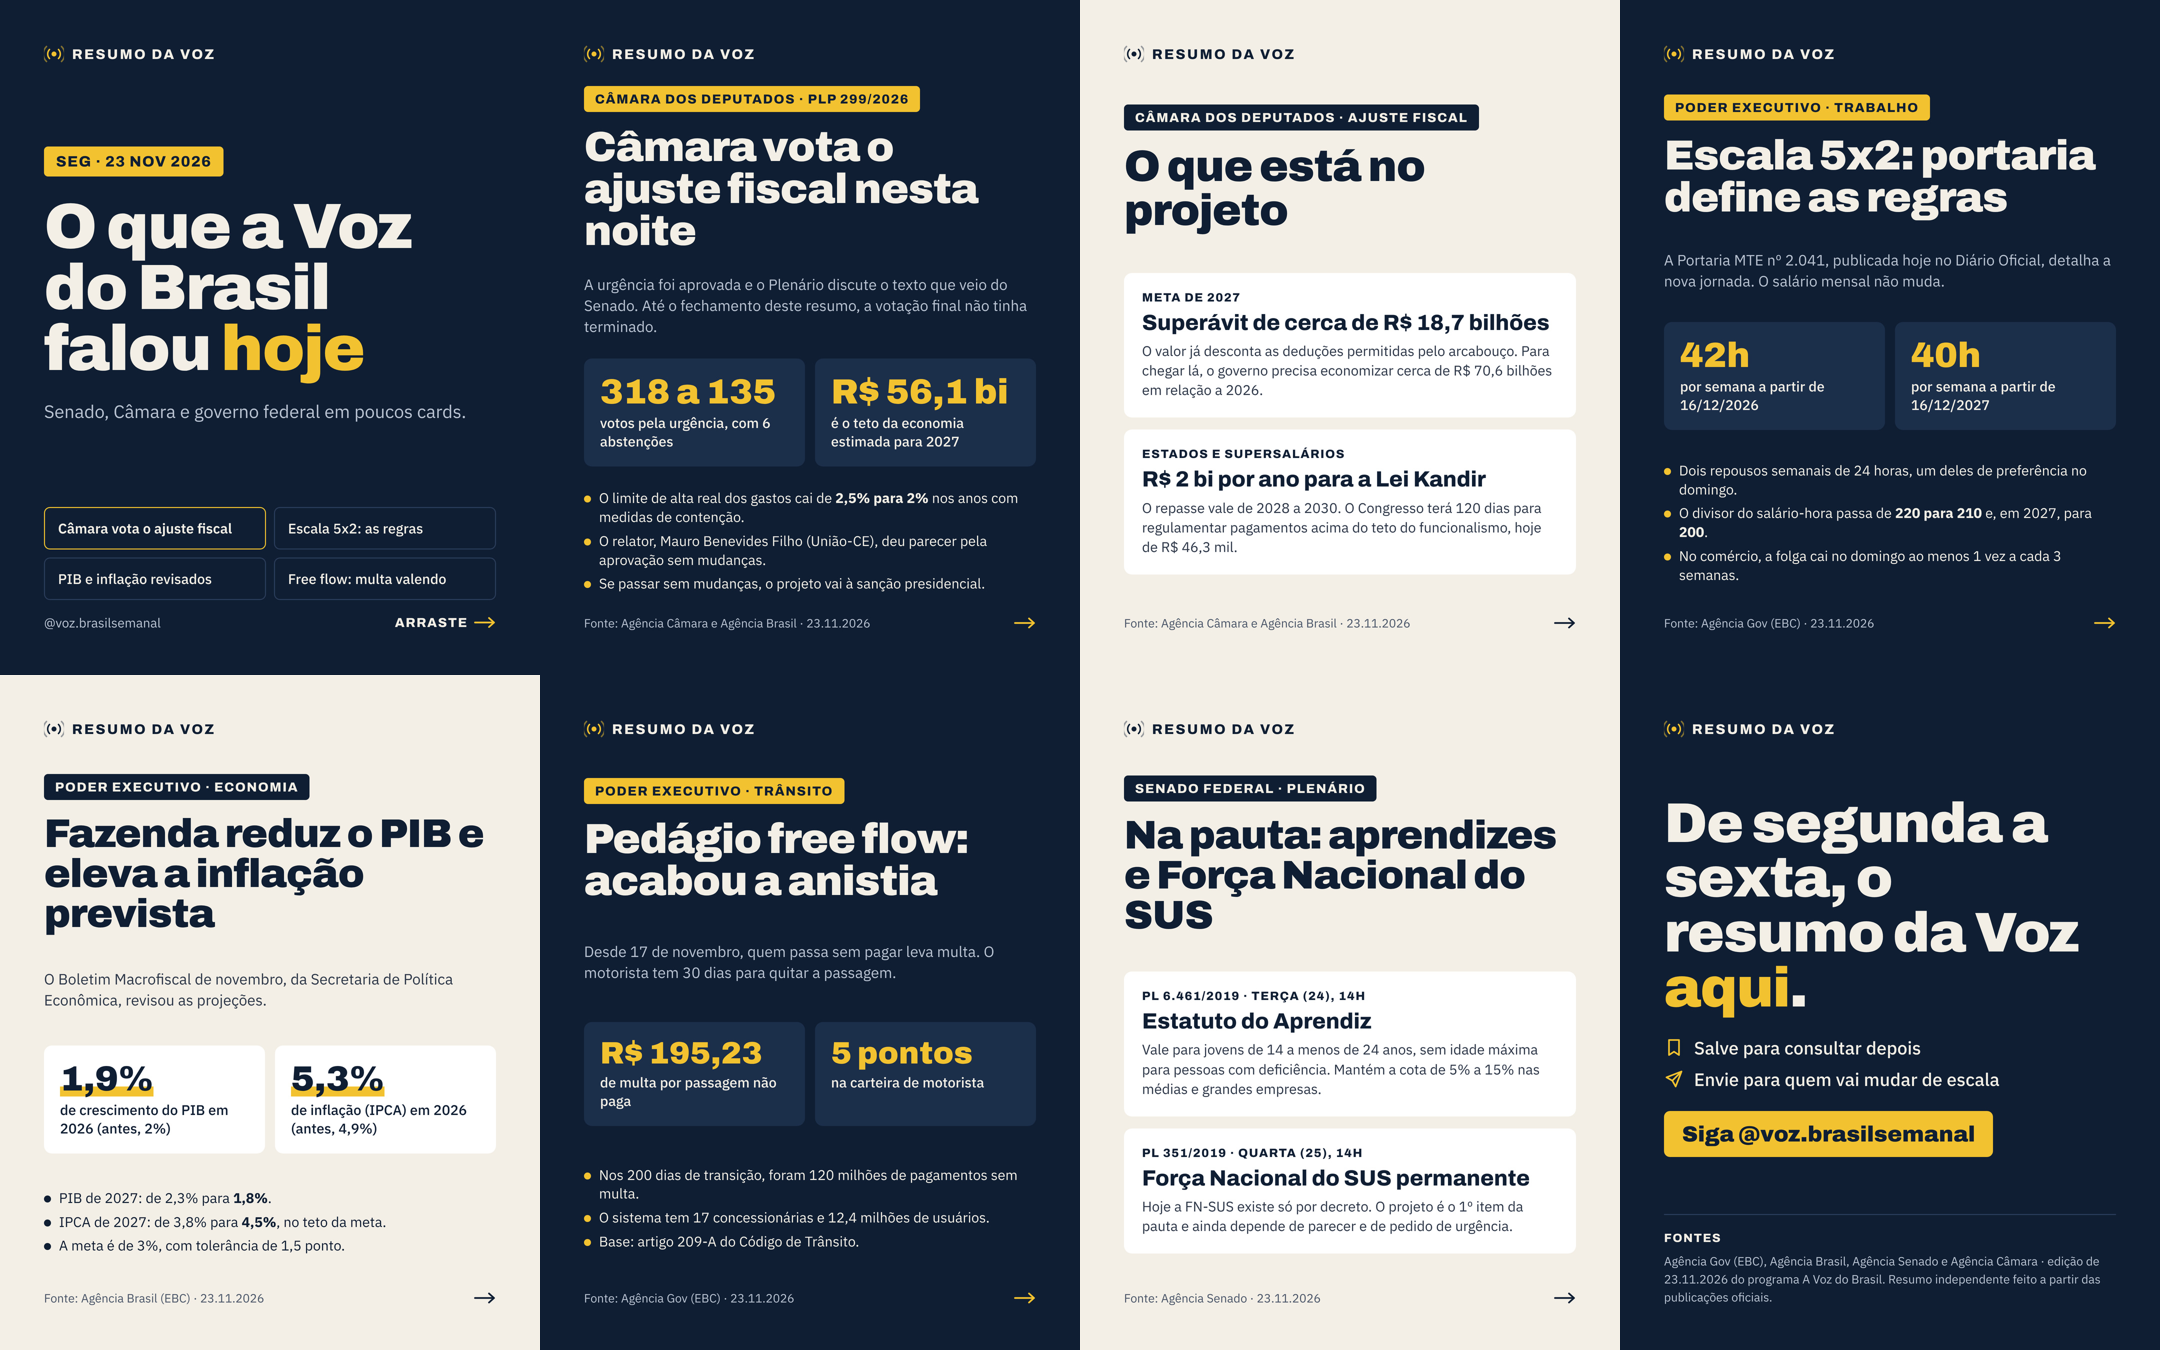 RESUMO DA VOZ
SEG · 23 NOV 2026
O que a Voz
do Brasil
falou hoje
Senado, Câmara e governo federal em poucos cards.
Câmara vota o ajuste fiscal
Escala 5x2: as regras
PIB e inflação revisados
Free flow: multa valendo
@voz.brasilsemanal
ARRASTE
RESUMO DA VOZ
CÂMARA DOS DEPUTADOS · PLP 299/2026
Câmara vota o
ajuste fiscal nesta
noite
A urgência foi aprovada e o Plenário discute o texto que veio do
Senado. Até o fechamento deste resumo, a votação final não tinha
terminado.
318 a 135
votos pela urgência, com 6
abstenções
R$ 56,1 bi
é o teto da economia
estimada para 2027
O limite de alta real dos gastos cai de 2,5% para 2% nos anos com
medidas de contenção.
O relator, Mauro Benevides Filho (União-CE), deu parecer pela
aprovação sem mudanças.
Se passar sem mudanças, o projeto vai à sanção presidencial.
Fonte: Agência Câmara e Agência Brasil · 23.11.2026
RESUMO DA VOZ
CÂMARA DOS DEPUTADOS · AJUSTE FISCAL
O que está no
projeto
META DE 2027
Superávit de cerca de R$ 18,7 bilhões
O valor já desconta as deduções permitidas pelo arcabouço. Para
chegar lá, o governo precisa economizar cerca de R$ 70,6 bilhões
em relação a 2026.
ESTADOS E SUPERSALÁRIOS
R$ 2 bi por ano para a Lei Kandir
O repasse vale de 2028 a 2030. O Congresso terá 120 dias para
regulamentar pagamentos acima do teto do funcionalismo, hoje
de R$ 46,3 mil.
Fonte: Agência Câmara e Agência Brasil · 23.11.2026
RESUMO DA VOZ
PODER EXECUTIVO · TRABALHO
Escala 5x2: portaria
define as regras
A Portaria MTE nº 2.041, publicada hoje no Diário Oficial, detalha a
nova jornada. O salário mensal não muda.
42h
por semana a partir de
16/12/2026
40h
por semana a partir de
16/12/2027
Dois repousos semanais de 24 horas, um deles de preferência no
domingo.
O divisor do salário-hora passa de 220 para 210 e, em 2027, para
200.
No comércio, a folga cai no domingo ao menos 1 vez a cada 3
semanas.
Fonte: Agência Gov (EBC) · 23.11.2026
RESUMO DA VOZ
PODER EXECUTIVO · ECONOMIA
Fazenda reduz o PIB e
eleva a inflação
prevista
O Boletim Macrofiscal de novembro, da Secretaria de Política
Econômica, revisou as projeções.
1,9%
de crescimento do PIB em
2026 (antes, 2%)
5,3%
de inflação (IPCA) em 2026
(antes, 4,9%)
PIB de 2027: de 2,3% para 1,8%.
IPCA de 2027: de 3,8% para 4,5%, no teto da meta.
A meta é de 3%, com tolerância de 1,5 ponto.
Fonte: Agência Brasil (EBC) · 23.11.2026
RESUMO DA VOZ
PODER EXECUTIVO · TRÂNSITO
Pedágio free flow:
acabou a anistia
Desde 17 de novembro, quem passa sem pagar leva multa. O
motorista tem 30 dias para quitar a passagem.
R$ 195,23
de multa por passagem não
paga
5 pontos
na carteira de motorista
Nos 200 dias de transição, foram 120 milhões de pagamentos sem
multa.
O sistema tem 17 concessionárias e 12,4 milhões de usuários.
Base: artigo 209-A do Código de Trânsito.
Fonte: Agência Gov (EBC) · 23.11.2026
RESUMO DA VOZ
SENADO FEDERAL · PLENÁRIO
Na pauta: aprendizes
e Força Nacional do
SUS
PL 6.461/2019 · TERÇA (24), 14H
Estatuto do Aprendiz
Vale para jovens de 14 a menos de 24 anos, sem idade máxima
para pessoas com deficiência. Mantém a cota de 5% a 15% nas
médias e grandes empresas.
PL 351/2019 · QUARTA (25), 14H
Força Nacional do SUS permanente
Hoje a FN-SUS existe só por decreto. O projeto é o 1º item da
pauta e ainda depende de parecer e de pedido de urgência.
Fonte: Agência Senado · 23.11.2026
RESUMO DA VOZ
De segunda a
sexta, o
resumo da Voz
aqui.
Salve para consultar depois
Envie para quem vai mudar de escala
Siga @voz.brasilsemanal
FONTES
Agência Gov (EBC), Agência Brasil, Agência Senado e Agência Câmara · edição de
23.11.2026 do programa A Voz do Brasil. Resumo independente feito a partir das
publicações oficiais.